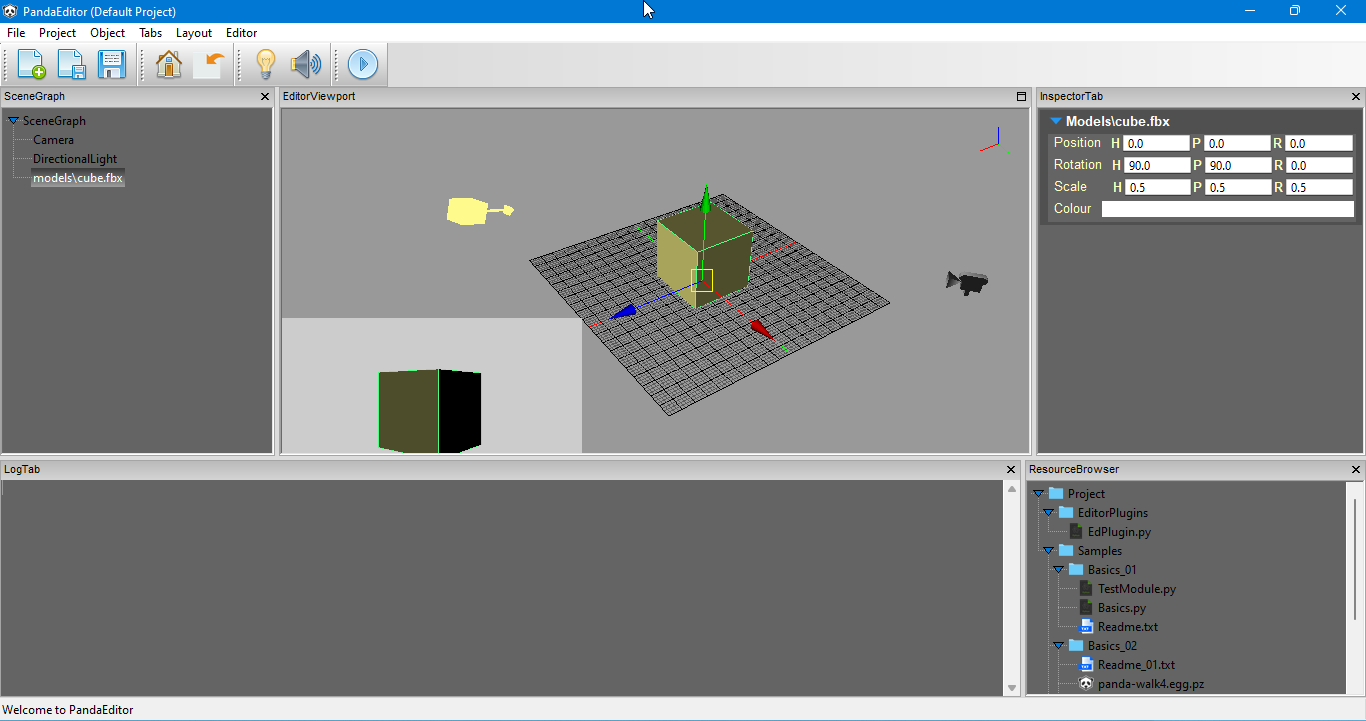 PandaEditor (Default Project)
File Project Object Tabs Layout Editor
SceneGraph
SceneGraph
Camera
DirectionalLight
models\cube.fbx
EditorViewport
InspectorTab
Models\cube.fbx
Position H 0.0 P 0.0 R 0.0
Rotation H 90.0 P 90.0 R 0.0
Scale H 0.5 P 0.5 R 0.5
Colour
LogTab
ResourceBrowser
Project
EditorPlugins
EdPlugin.py
Samples
Basics_01
TestModule.py
Basics.py
Readme.txt
Basics_02
Readme_01.txt
panda-walk4.egg.pz
Welcome to PandaEditor